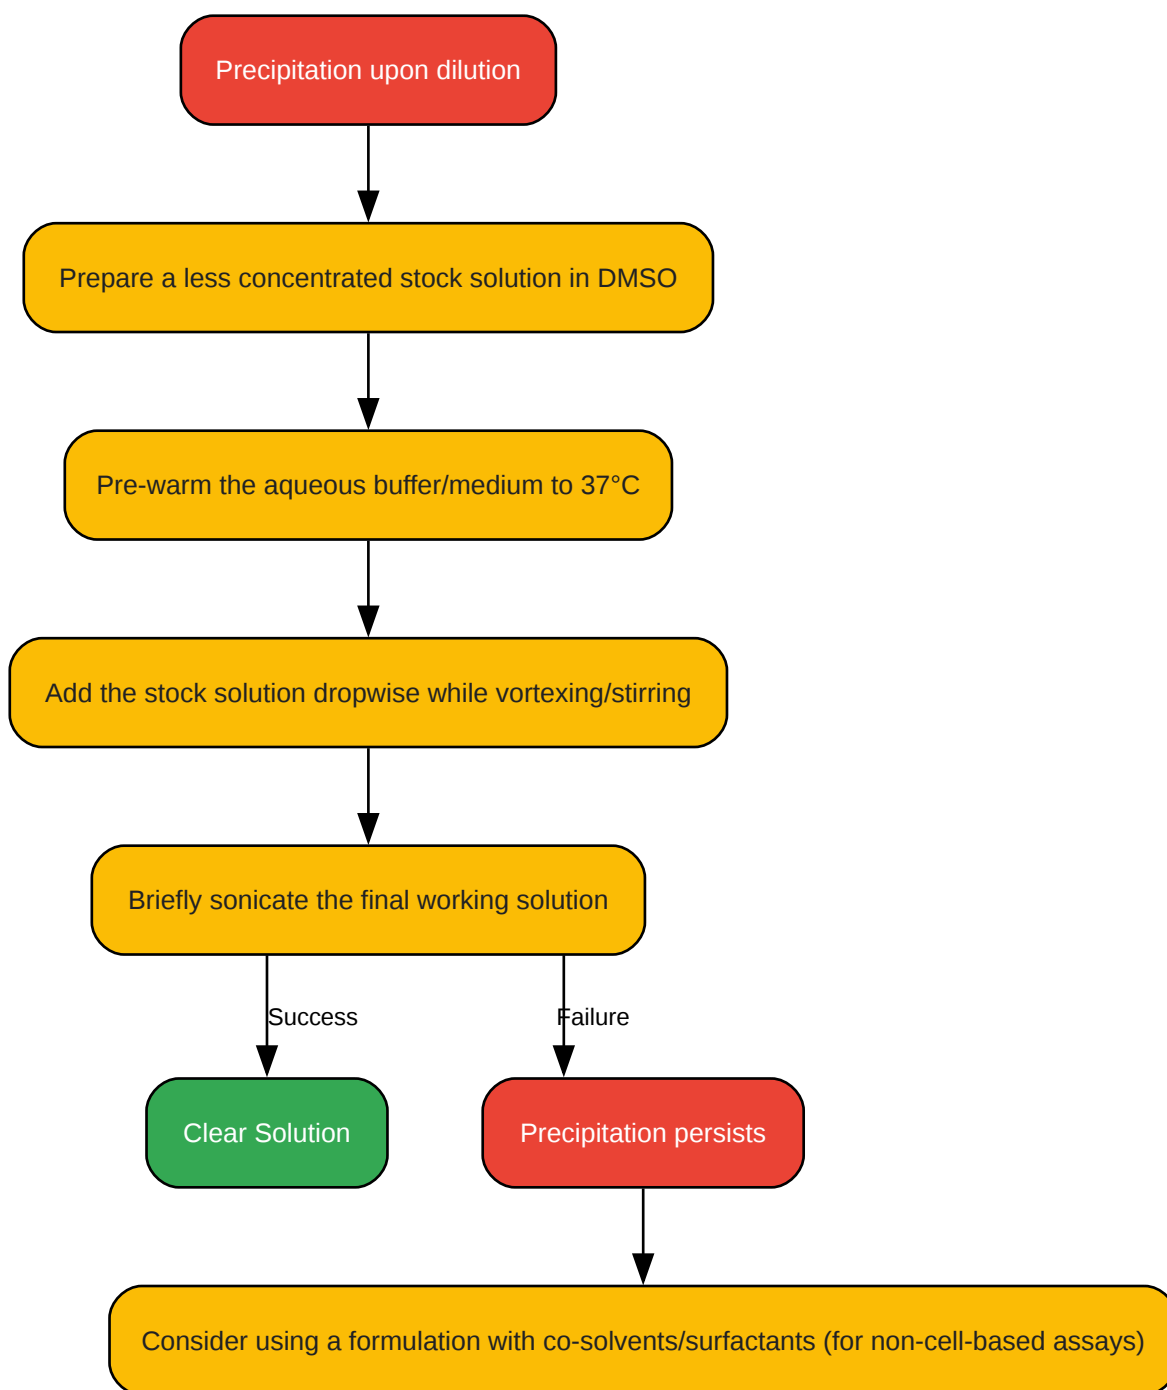 Precipitation upon dilution
Prepare a less concentrated stock solution in DMSO
Pre-warm the aqueous buffer/medium to 37°C
Add the stock solution dropwise while vortexing/stirring
Briefly sonicate the final working solution
Success
Failure
Clear Solution
Precipitation persists
Consider using a formulation with co-solvents/surfactants (for non-cell-based assays)